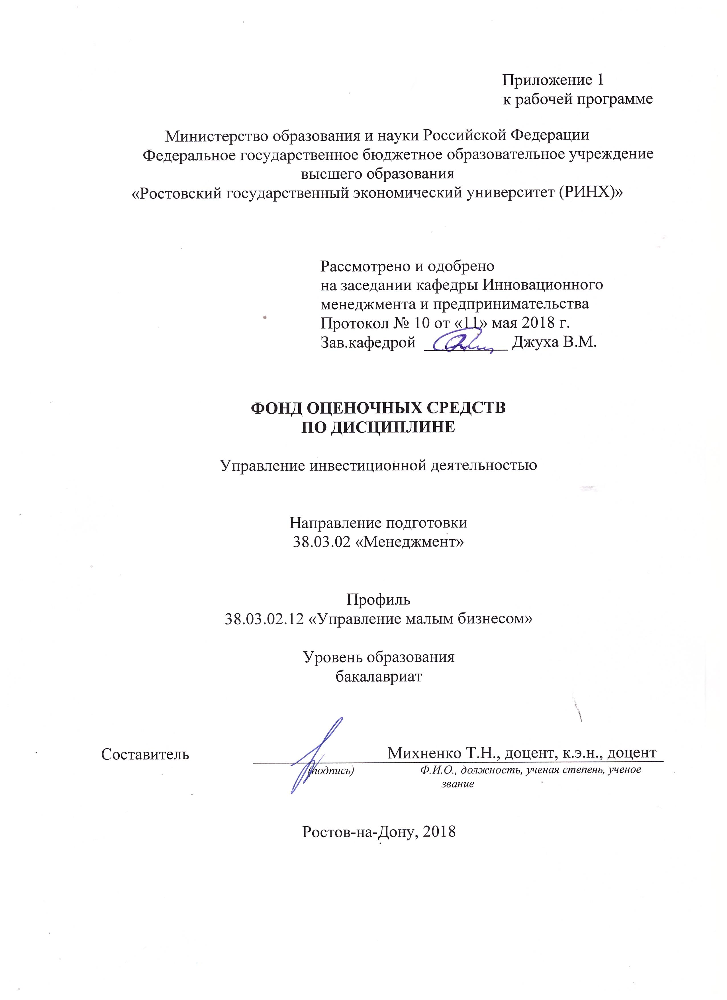 Приложение 1
к рабочей программе
Министерство образования и науки Российской Федерации
Федеральное государственное бюджетное образовательное учреждение
высшего образования
«Ростовский государственный экономический университет (РИНХ)»
Рассмотрено и одобрено
на заседании кафедры Инновационного
менеджмента и предпринимательства
Протокол № 10 от «11» мая 2018 г.
Зав.кафедрой __________ Джуха В.М.
ФОНД ОЦЕНОЧНЫХ СРЕДСТВ
ПО ДИСЦИПЛИНЕ
Управление инвестиционной деятельностью
Направление подготовки
38.03.02 «Менеджмент»
Профиль
38.03.02.12 «Управление малым бизнесом»
Уровень образования
бакалавриат
Составитель Михненко Т.Н., доцент, к.э.н., доцент
(подпись) Ф.И.О., должность, ученая степень, ученое
звание
Ростов-на-Дону, 2018